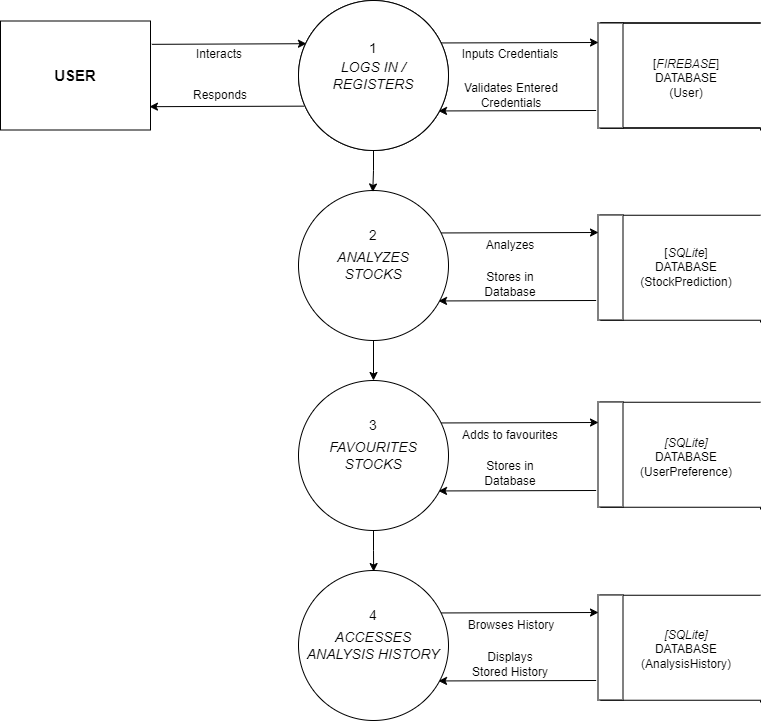 USER
Interacts
Responds
1
LOGS IN /
REGISTERS
Inputs Credentials
Validates Entered
Credentials
[FIREBASE]
DATABASE
(User)
2
ANALYZES
STOCKS
Analyzes
Stores in
Database
[SQLite]
DATABASE
(StockPrediction)
3
FAVOURITES
STOCKS
Adds to favourites
Stores in
Database
[SQLite]
DATABASE
(UserPreference)
4
ACCESSES
ANALYSIS HISTORY
Browses History
Displays
Stored History
[SQLite]
DATABASE
(AnalysisHistory)